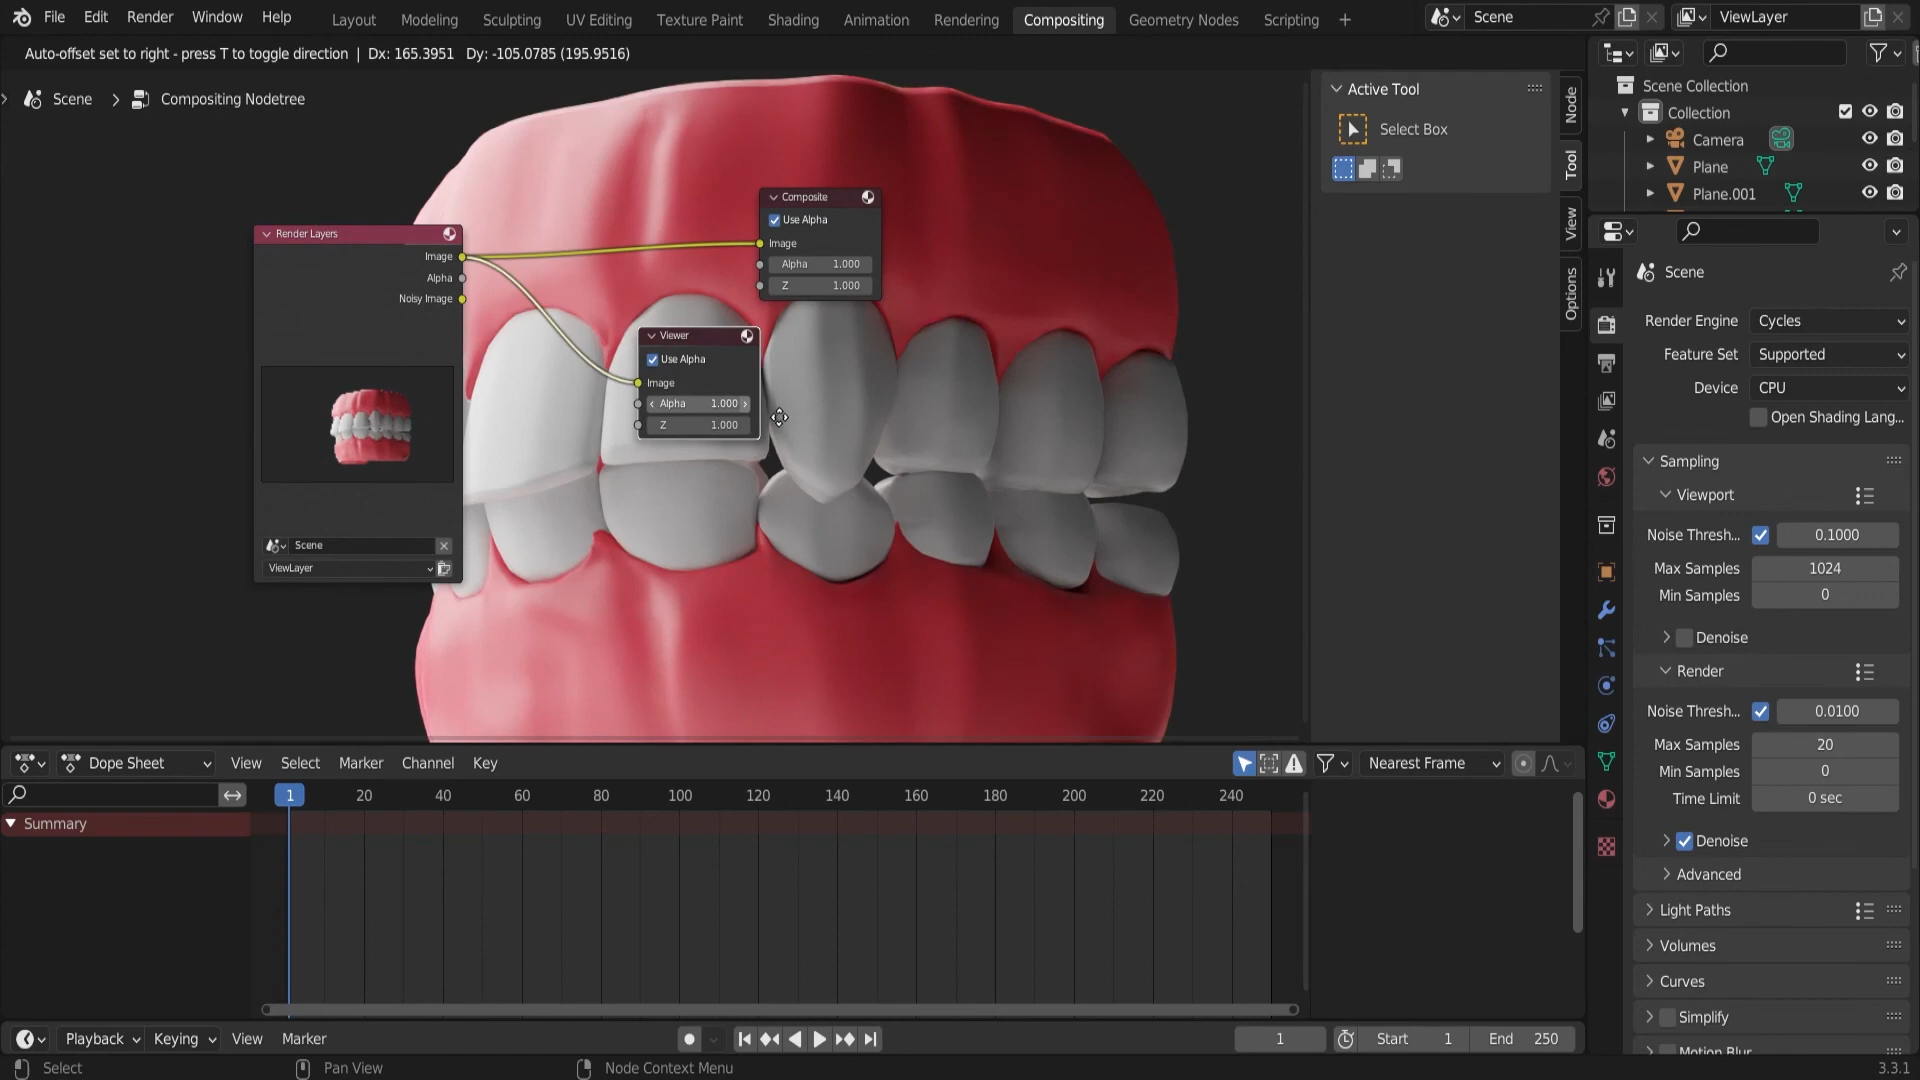 File Edit Render Window Help
Layout Modeling Sculpting UV Editing Texture Paint Shading Animation Rendering Compositing Geometry Nodes Scripting
Scene
ViewLayer
Auto-offset set to right - press T to toggle direction | Dx: 165.3951 Dy: -105.0785 (195.9516)
Scene > Compositing Nodetree
Active Tool
Select Box
Node
Tool
View
Options
Scene Collection
Collection
Camera
Plane
Plane.001
Render Layers
Image
Alpha
Noisy Image
Scene
ViewLayer
Composite
Use Alpha
Image
Alpha 1.000
Z 1.000
Viewer
Use Alpha
Image
Alpha 1.000
Z 1.000
Scene
Render Engine Cycles
Feature Set Supported
Device CPU
Open Shading Lang...
Sampling
Viewport
Noise Thresh... 0.1000
Max Samples 1024
Min Samples 0
Denoise
Render
Noise Thresh... 0.0100
Max Samples 20
Min Samples 0
Time Limit 0 sec
Denoise
Advanced
Light Paths
Volumes
Curves
Simplify
Motion Blur
Dope Sheet View Select Marker Channel Key
Nearest Frame
1 20 40 60 80 100 120 140 160 180 200 220 240
Summary
Playback Keying View Marker
1 Start 1 End 250
Select Pan View Node Context Menu 3.3.1